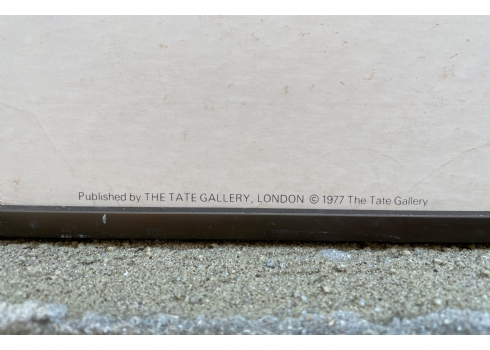 Published by THE TATE GALLERY, LONDON © 1977 The Tate Gallery